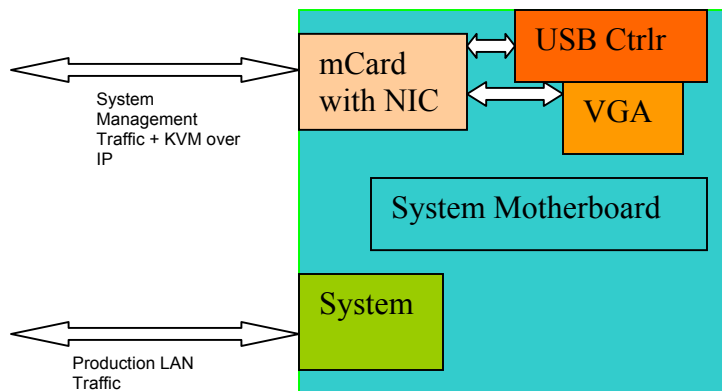 mCard
with NIC
USB Ctrlr
VGA
System
Management
Traffic + KVM over
IP
System Motherboard
System
Production LAN
Traffic